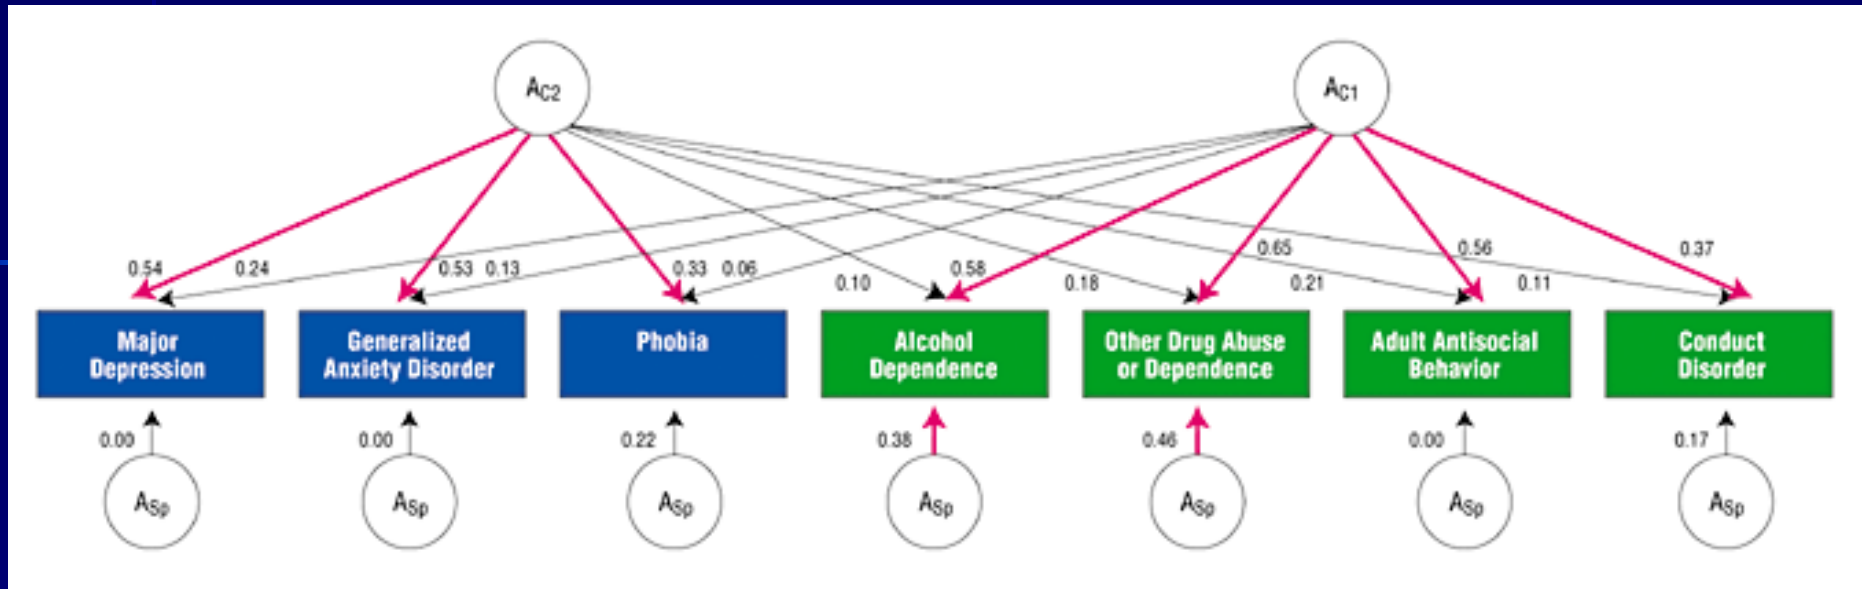 AC2
AC1
0.65
0.56
0.37
0.54
0.24
0.53
0.13
0.33
0.06
0.10
0.58
0.18
0.21
0.11
Major
Depression
Generalized
Anxiety Disorder
Phobia
Alcohol
Dependence
Other Drug Abuse
or Dependence
Adult Antisocial
Behavior
Conduct
Disorder
0.00
0.00
0.22
0.38
0.46
0.00
0.17
ASp
ASp
ASp
ASp
ASp
ASp
ASp